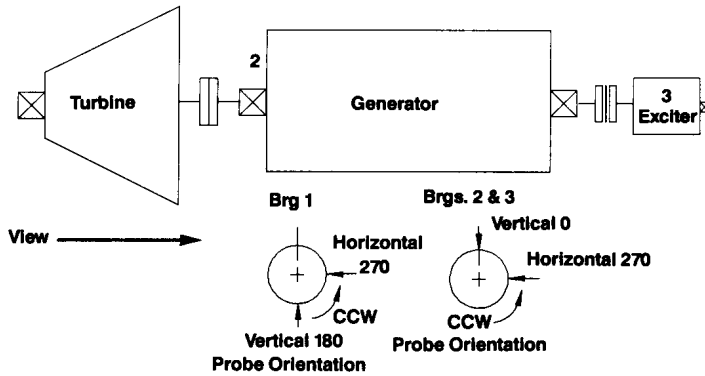 2
Turbine
Generator
3
Exciter
Brg 1
Brgs. 2 & 3
View
Horizontal
270
CCW
Vertical 180
Probe Orientation
Vertical 0
Horizontal 270
CCW
Probe Orientation